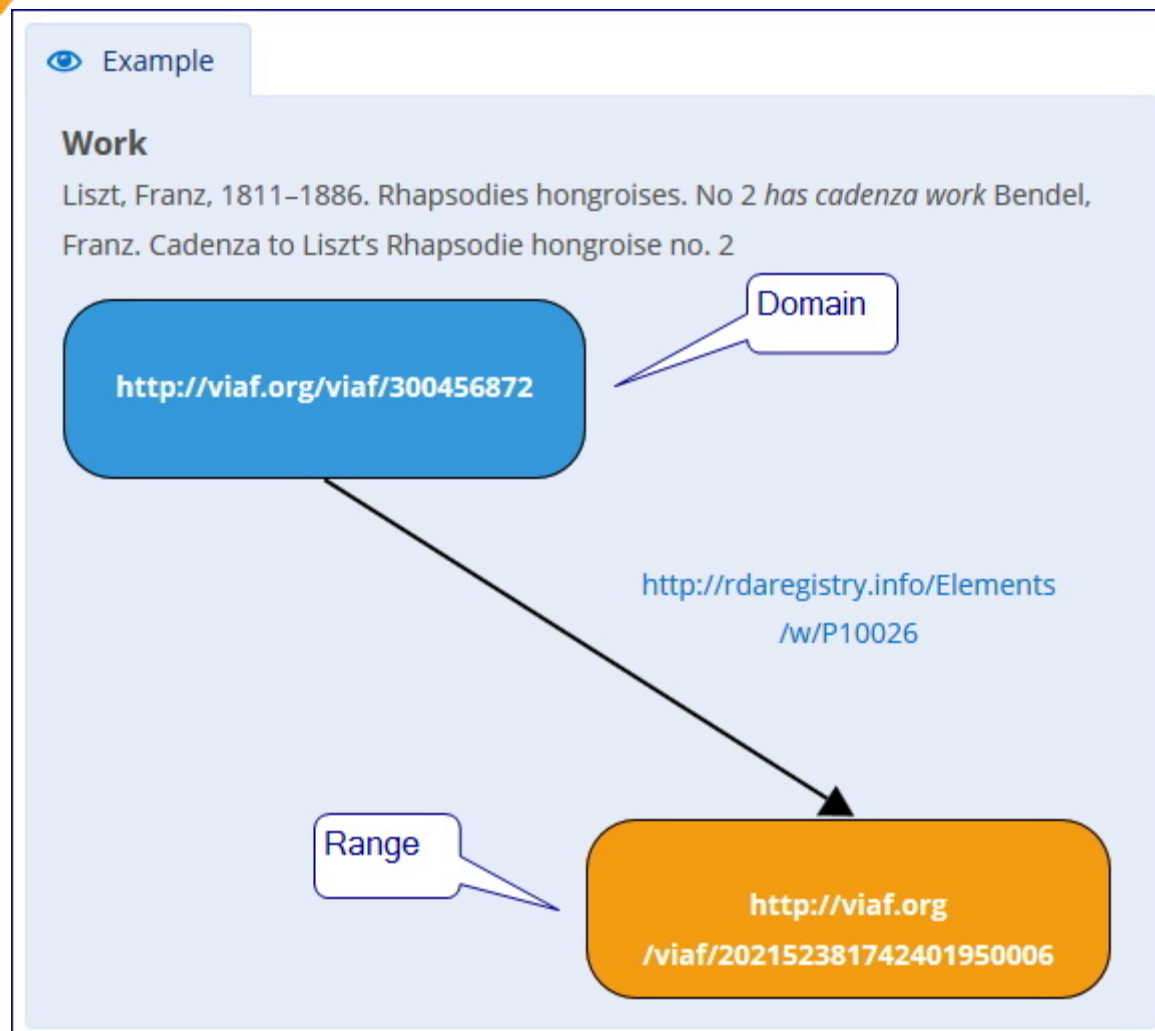 Example
Work
Liszt, Franz, 1811–1886. Rhapsodies hongroises. No 2 has cadenza work Bendel,
Franz. Cadenza to Liszt's Rhapsodie hongroise no. 2
Domain
http://viaf.org/viaf/300456872
http://rdaregistry.info/Elements
/w/P10026
Range
http://viaf.org
/viaf/202152381742401950006